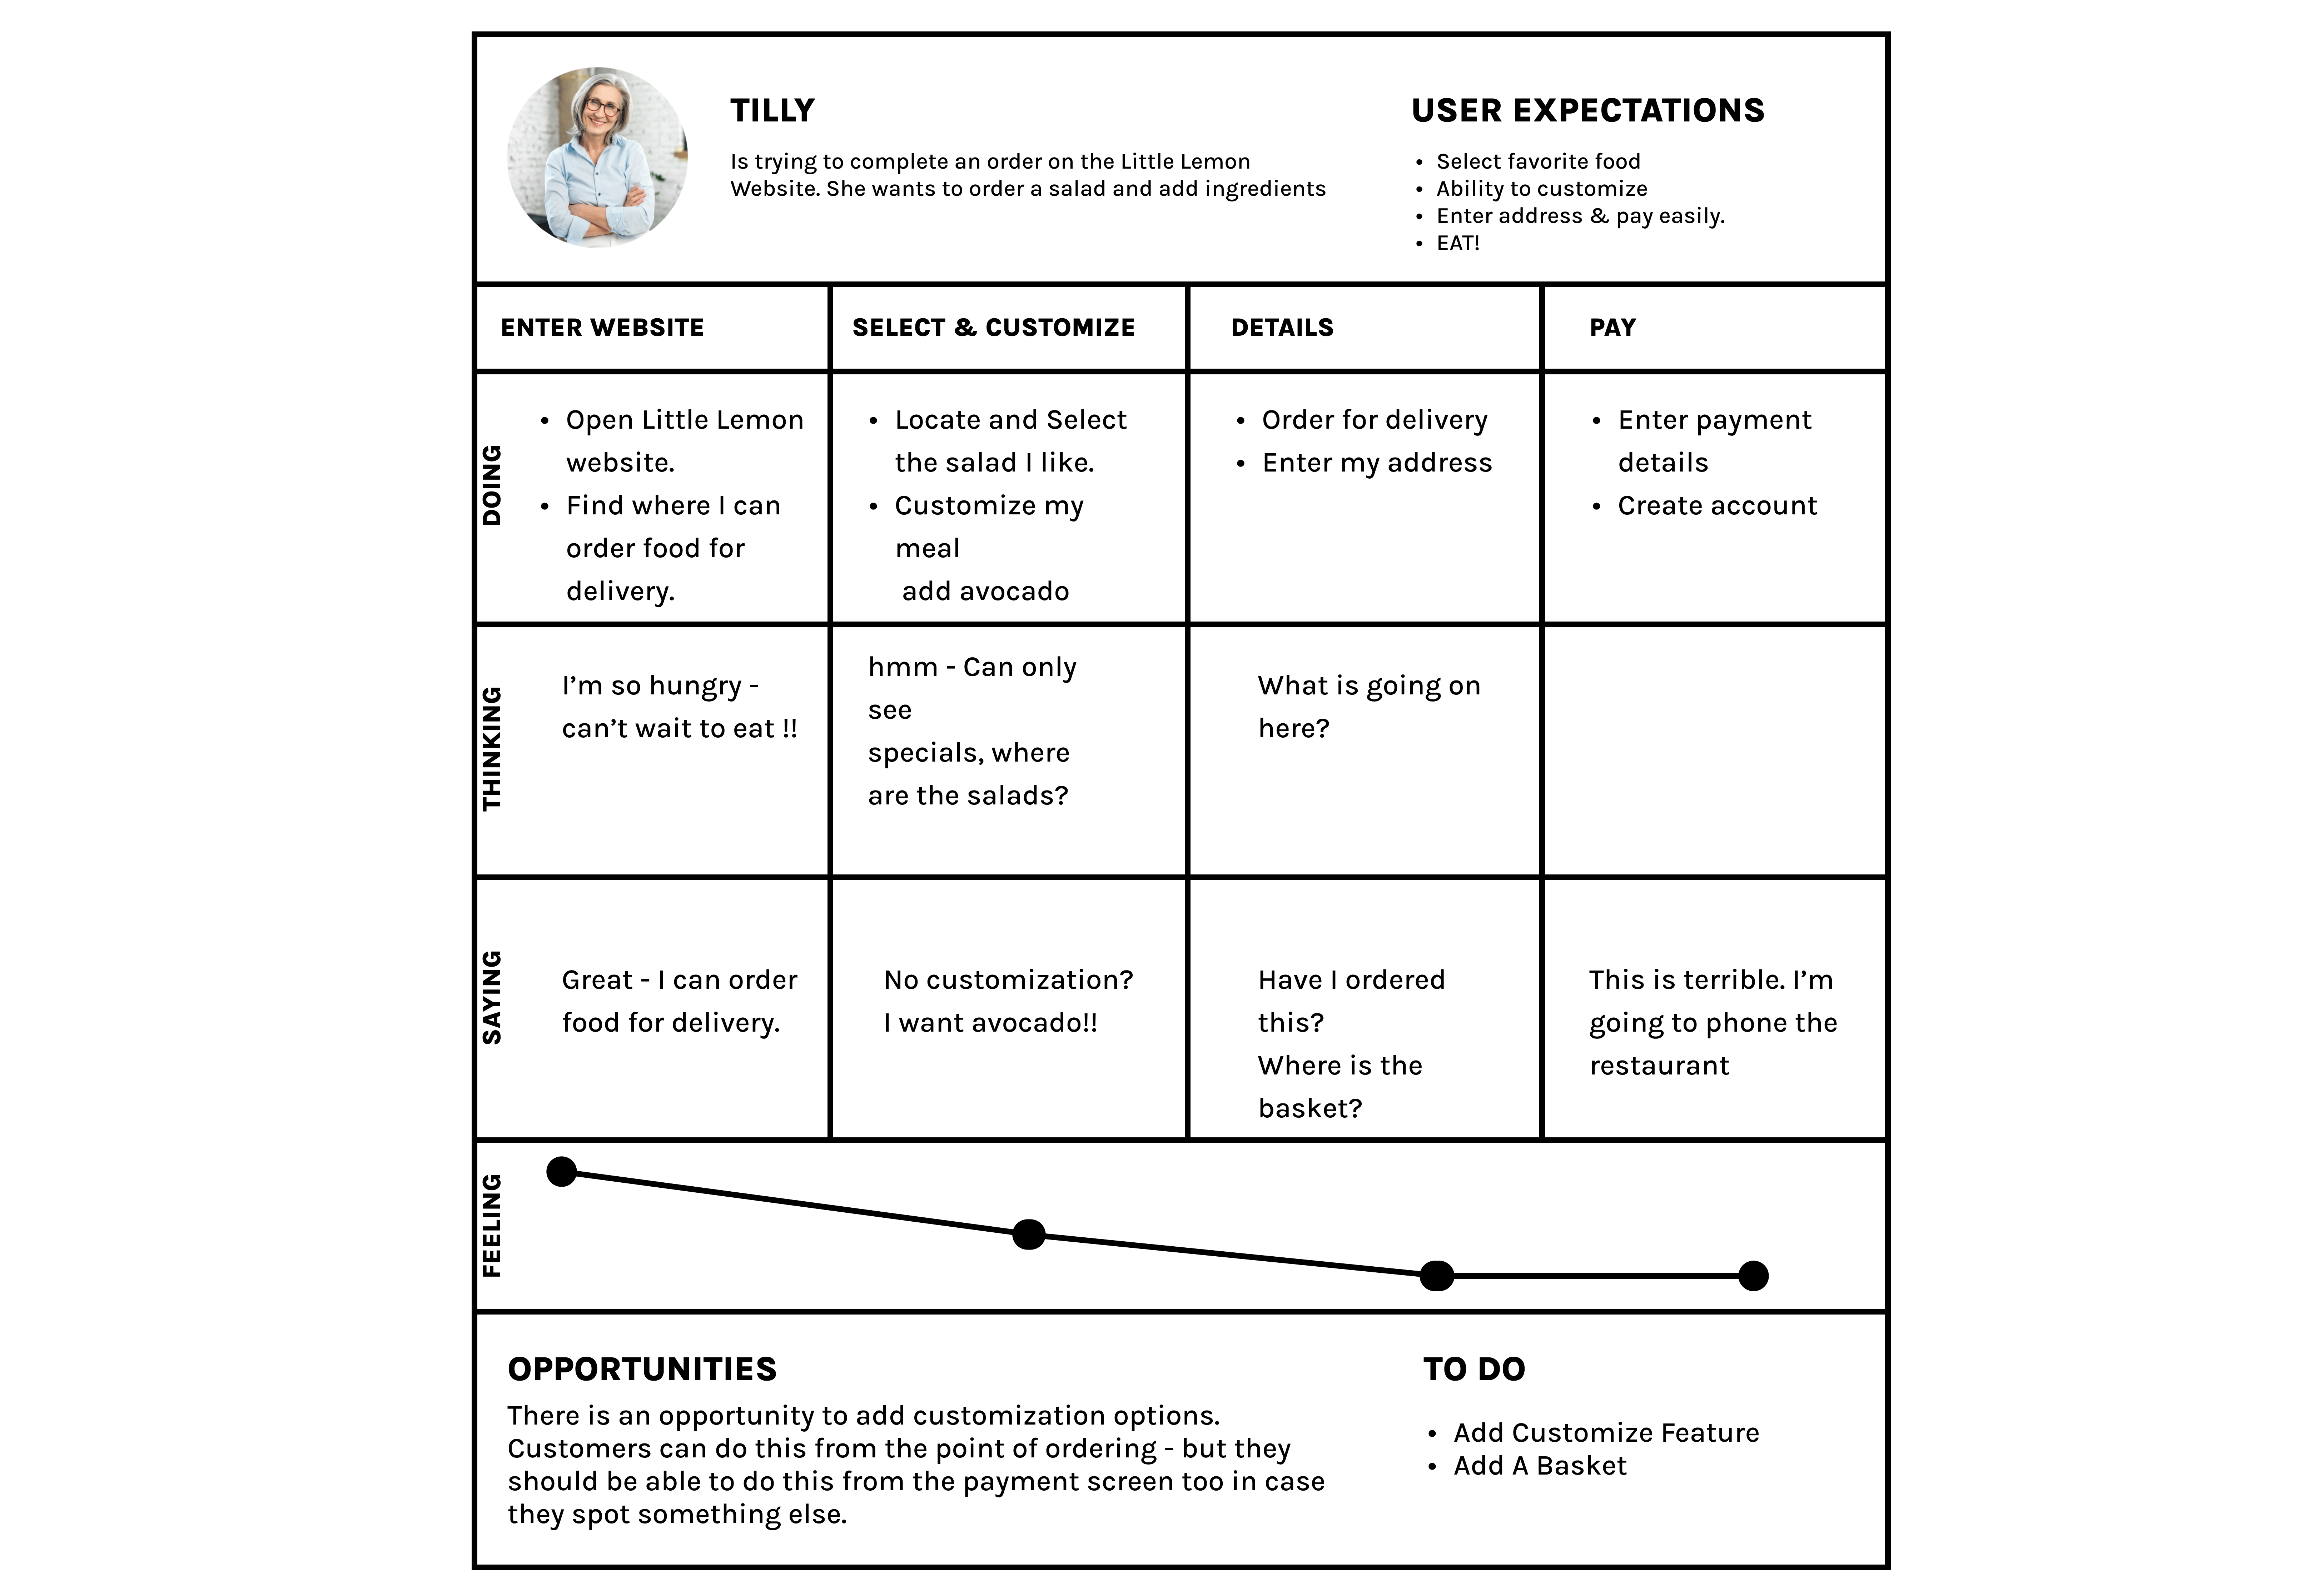 TILLY
Is trying to complete an order on the Little Lemon
Website. She wants to order a salad and add ingredients
USER EXPECTATIONS
• Select favorite food
• Ability to customize
• Enter address & pay easily.
• EAT!
ENTER WEBSITE
SELECT & CUSTOMIZE
DETAILS
PAY
DOING
• Open Little Lemon
website.
• Find where I can
order food for
delivery.
• Locate and Select
the salad I like.
• Customize my
meal
add avocado
• Order for delivery
• Enter my address
• Enter payment
details
• Create account
THINKING
I’m so hungry -
can’t wait to eat !!
hmm - Can only
see
specials, where
are the salads?
What is going on
here?
SAYING
Great - I can order
food for delivery.
No customization?
I want avocado!!
Have I ordered
this?
Where is the
basket?
This is terrible. I’m
going to phone the
restaurant
FEELING
OPPORTUNITIES
There is an opportunity to add customization options.
Customers can do this from the point of ordering - but they
should be able to do this from the payment screen too in case
they spot something else.
TO DO
• Add Customize Feature
• Add A Basket